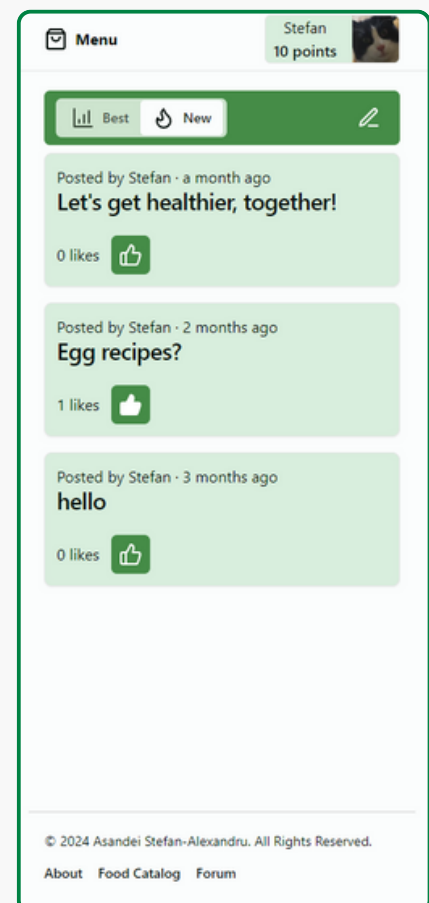 Menu
Stefan
10 points
Best
New
Posted by Stefan · a month ago
Let's get healthier, together!
0 likes
Posted by Stefan · 2 months ago
Egg recipes?
1 likes
Posted by Stefan · 3 months ago
hello
0 likes
© 2024 Asandei Stefan-Alexandru. All Rights Reserved.
About Food Catalog Forum